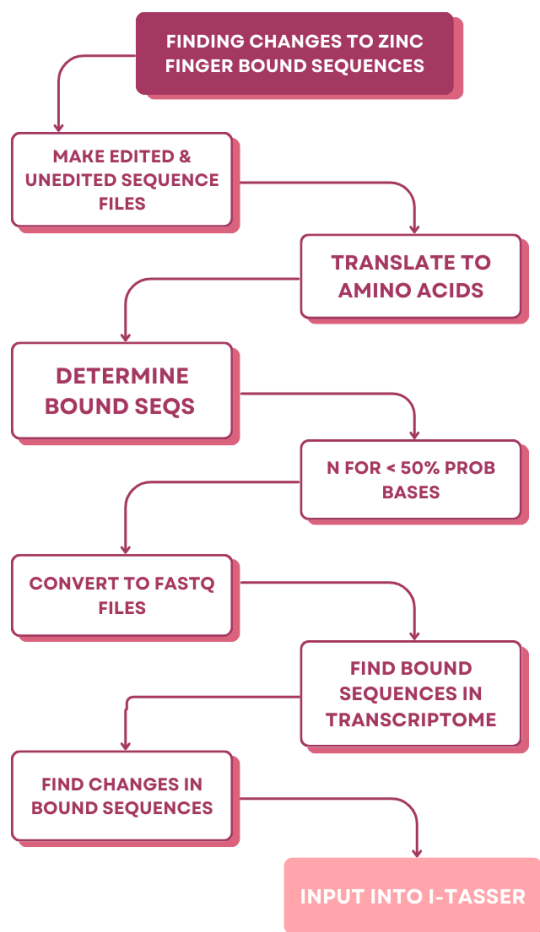 FINDING CHANGES TO ZINC
FINGER BOUND SEQUENCES
MAKE EDITED &
UNEDITED SEQUENCE
FILES
TRANSLATE TO
AMINO ACIDS
DETERMINE
BOUND SEQS
N FOR < 50% PROB
BASES
CONVERT TO FASTQ
FILES
FIND BOUND
SEQUENCES IN
TRANSCRIPTOME
FIND CHANGES IN
BOUND SEQUENCES
INPUT INTO I-TASSER